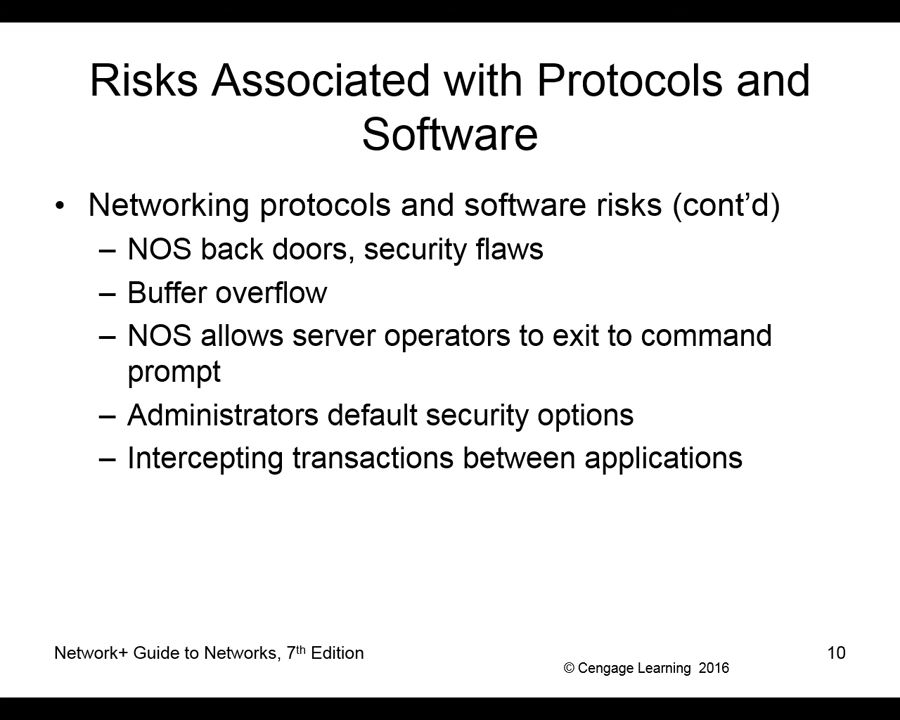 Risks Associated with Protocols and
Software
• Networking protocols and software risks (cont’d)
– NOS back doors, security flaws
– Buffer overflow
– NOS allows server operators to exit to command
prompt
– Administrators default security options
– Intercepting transactions between applications
Network+ Guide to Networks, 7th Edition
© Cengage Learning 2016
10